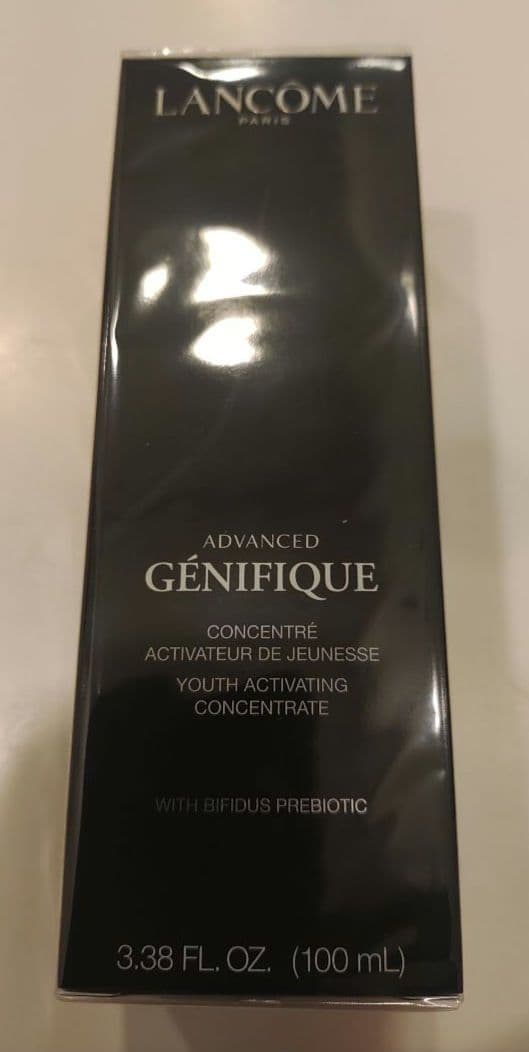 LANCÔME
PARIS
ADVANCED
GÉNIFIQUE
CONCENTRÉ
ACTIVATEUR DE JEUNESSE
YOUTH ACTIVATING
CONCENTRATE
WITH BIFIDUS PREBIOTIC
3.38 FL. OZ. (100 mL)